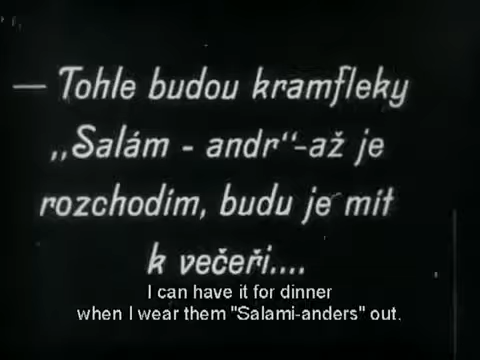 — Tohle budou kramfleky
„Salám - andr“-až je
rozchodím, budu je mít
k večeři....
I can have it for dinner
when I wear them "Salami-anders" out.